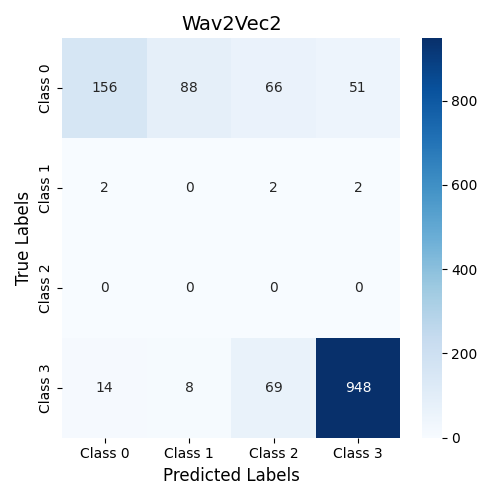 Wav2Vec2
Class 0 156 88 66 51
Class 1 2 0 2 2
Class 2 0 0 0 0
Class 3 14 8 69 948
Class 0 Class 1 Class 2 Class 3
True Labels
Predicted Labels
800
600
400
200
0